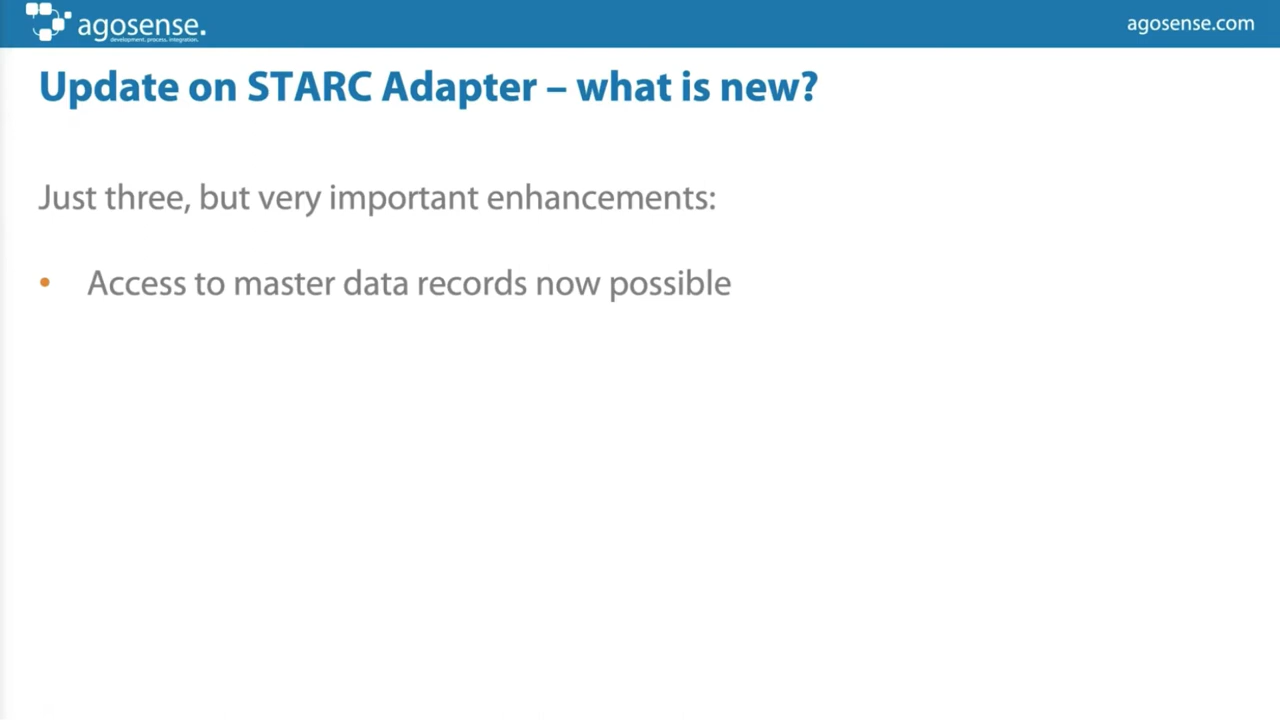 agosense.
development, process, integration.
agosense.com
Update on STARC Adapter – what is new?
Just three, but very important enhancements:
• Access to master data records now possible